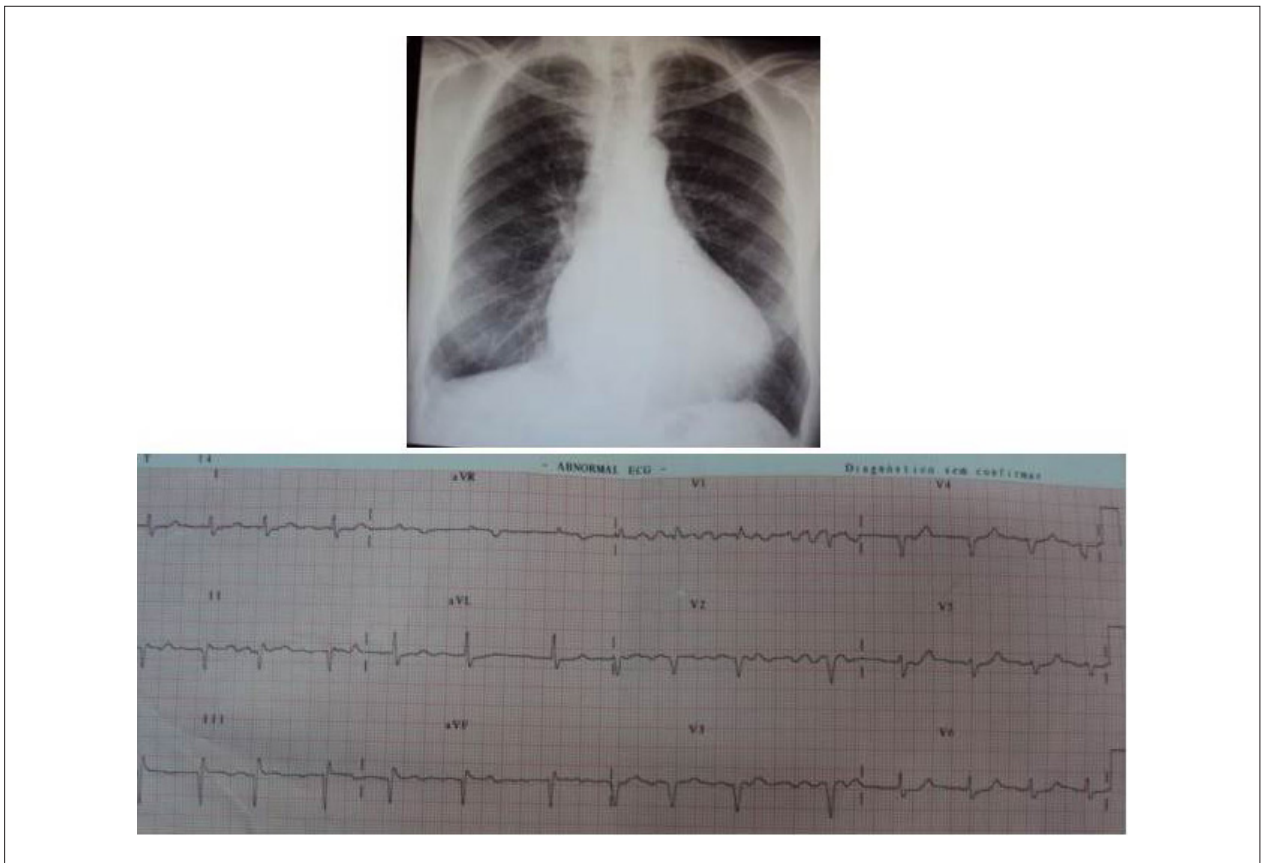 - ABNORMAL ECG - Diagnóstico sem confirmar
I aVR V1 V4
II aVL V2 V5
III aVF V3 V6